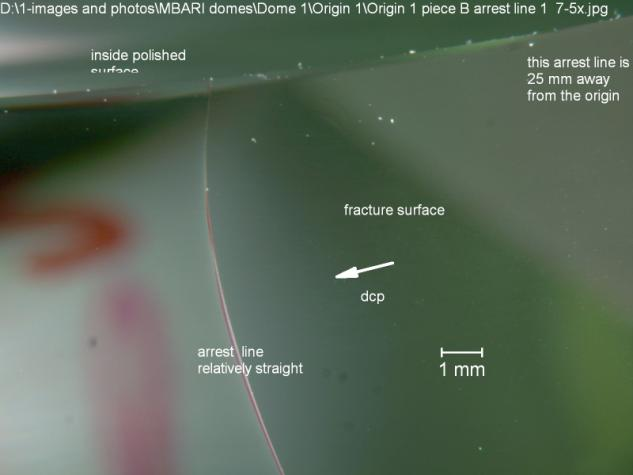 D:\1-images and photos\MBARI domes\Dome 1\Origin 1\Origin 1 piece B arrest line 1  7-5x.jpg
inside polished
surface
this arrest line is
25 mm away
from the origin
fracture surface
dcp
arrest  line
relatively straight
1 mm